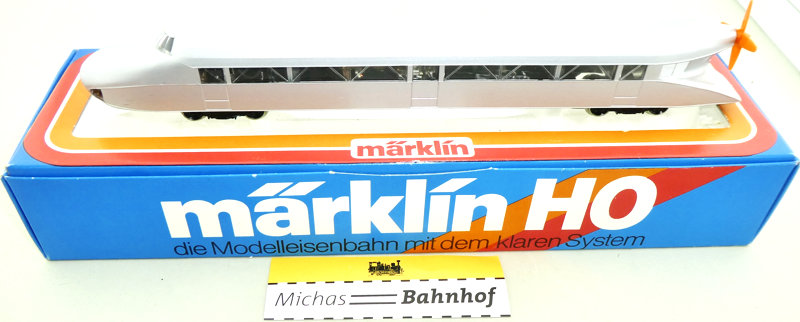 märklin
märklin HO
die Modelleisenbahn mit dem klaren System
Michas Bahnhof